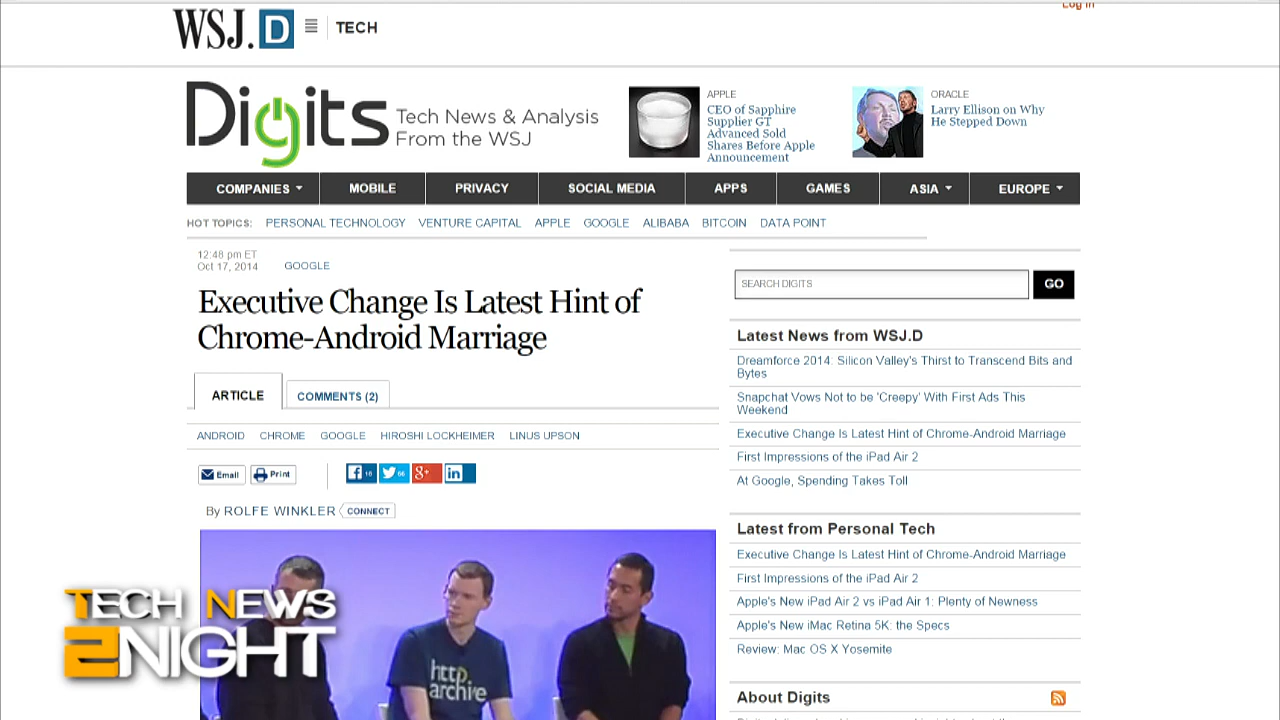 Log in
WSJ.D
TECH
Digits
Tech News & Analysis
From the WSJ
APPLE
CEO of Sapphire
Supplier GT
Advanced Sold
Shares Before Apple
Announcement
ORACLE
Larry Ellison on Why
He Stepped Down
COMPANIES MOBILE PRIVACY SOCIAL MEDIA APPS GAMES ASIA EUROPE
HOT TOPICS: PERSONAL TECHNOLOGY VENTURE CAPITAL APPLE GOOGLE ALIBABA BITCOIN DATA POINT
12:48 pm ET
Oct 17, 2014
GOOGLE
Executive Change Is Latest Hint of
Chrome-Android Marriage
ARTICLE COMMENTS (2)
ANDROID CHROME GOOGLE HIROSHI LOCKHEIMER LINUS UPSON
Email Print
By ROLFE WINKLER CONNECT
http
archive
TECH NEWS
2NIGHT
SEARCH DIGITS GO
Latest News from WSJ.D
Dreamforce 2014: Silicon Valley's Thirst to Transcend Bits and
Bytes
Snapchat Vows Not to be 'Creepy' With First Ads This
Weekend
Executive Change Is Latest Hint of Chrome-Android Marriage
First Impressions of the iPad Air 2
At Google, Spending Takes Toll
Latest from Personal Tech
Executive Change Is Latest Hint of Chrome-Android Marriage
First Impressions of the iPad Air 2
Apple's New iPad Air 2 vs iPad Air 1: Plenty of Newness
Apple's New iMac Retina 5K: the Specs
Review: Mac OS X Yosemite
About Digits